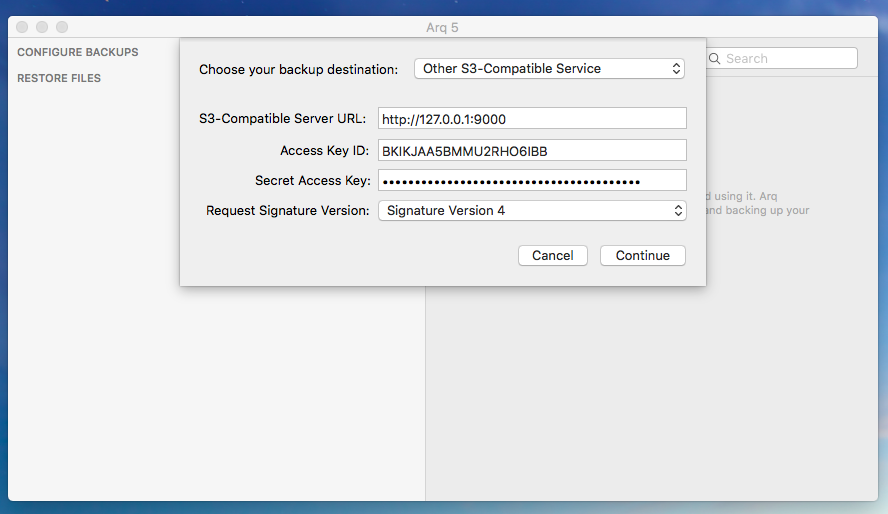 Arq 5
CONFIGURE BACKUPS
RESTORE FILES
Search
Choose your backup destination: Other S3-Compatible Service
S3-Compatible Server URL: http://127.0.0.1:9000
Access Key ID: BKIKJAA5BMMU2RHO6IBB
Secret Access Key: ••••••••••••••••••••••••••••••••••••••••
Request Signature Version: Signature Version 4
Cancel Continue
using it. Arq
and backing up your